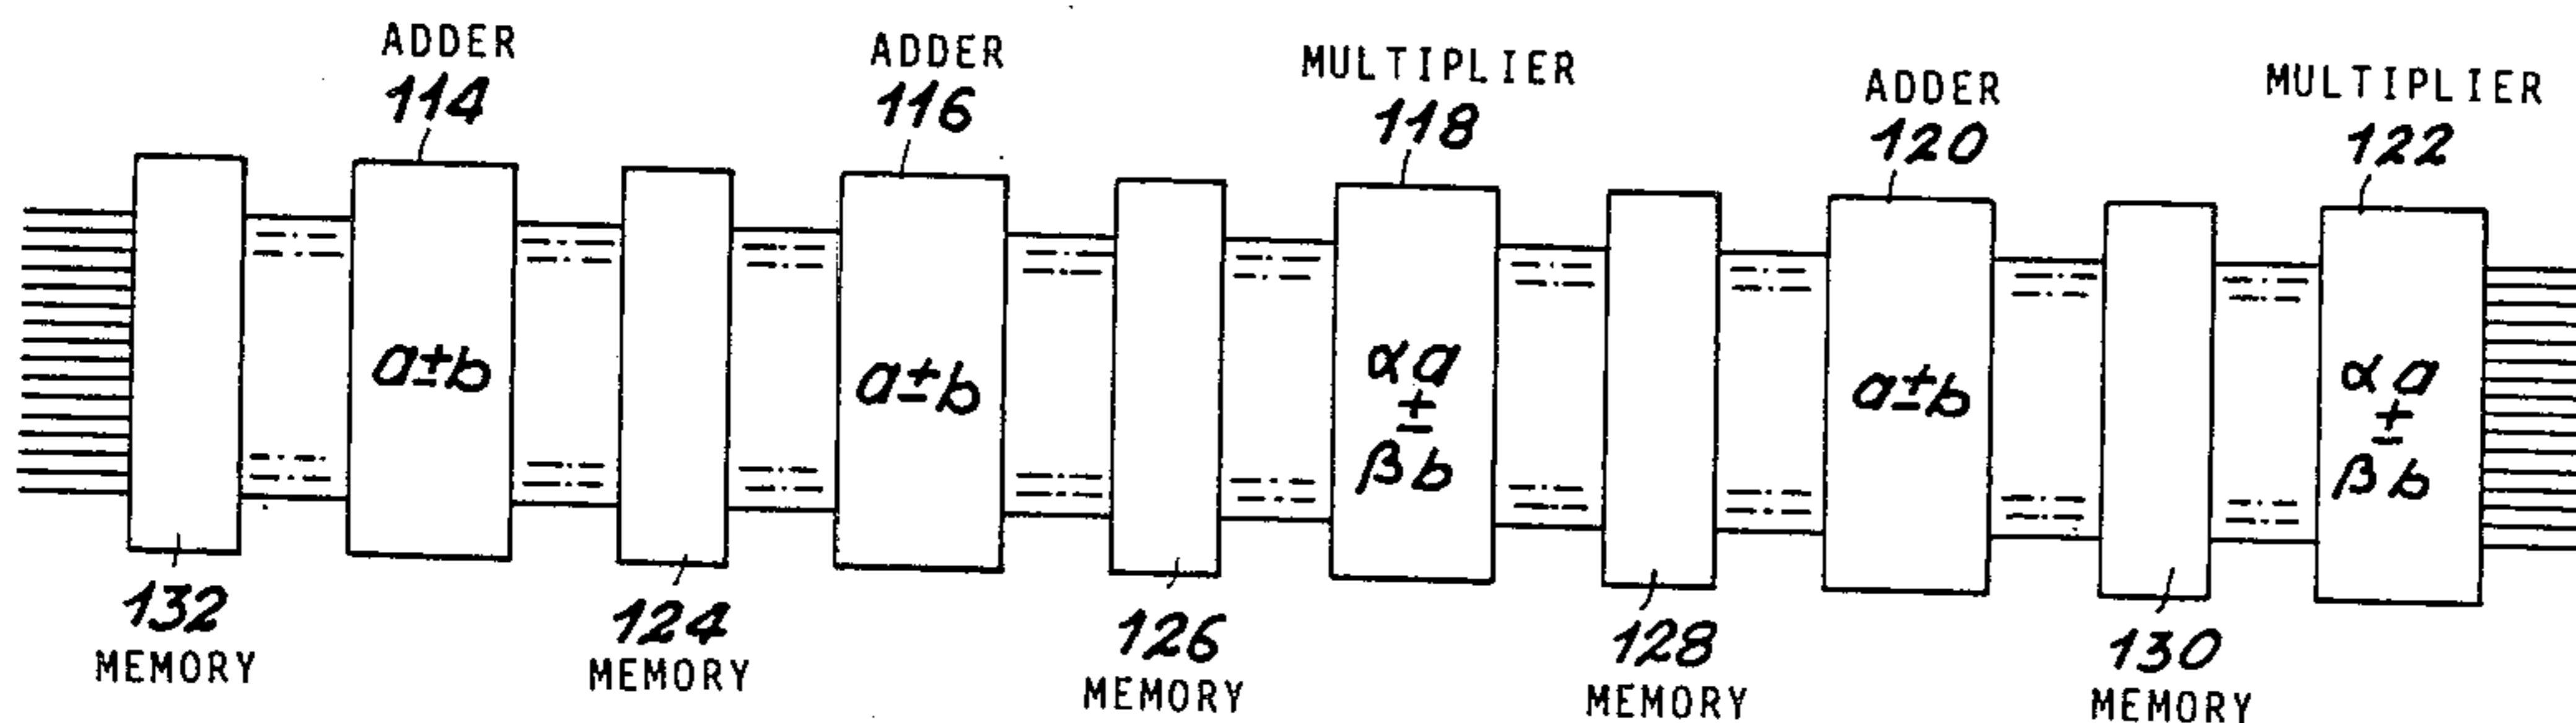 ADDER
114
ADDER
116
MULTIPLIER
118
ADDER
120
MULTIPLIER
122
a±b
a±b
αa
±
βb
a±b
αa
±
βb
132
MEMORY
124
MEMORY
126
MEMORY
128
MEMORY
130
MEMORY